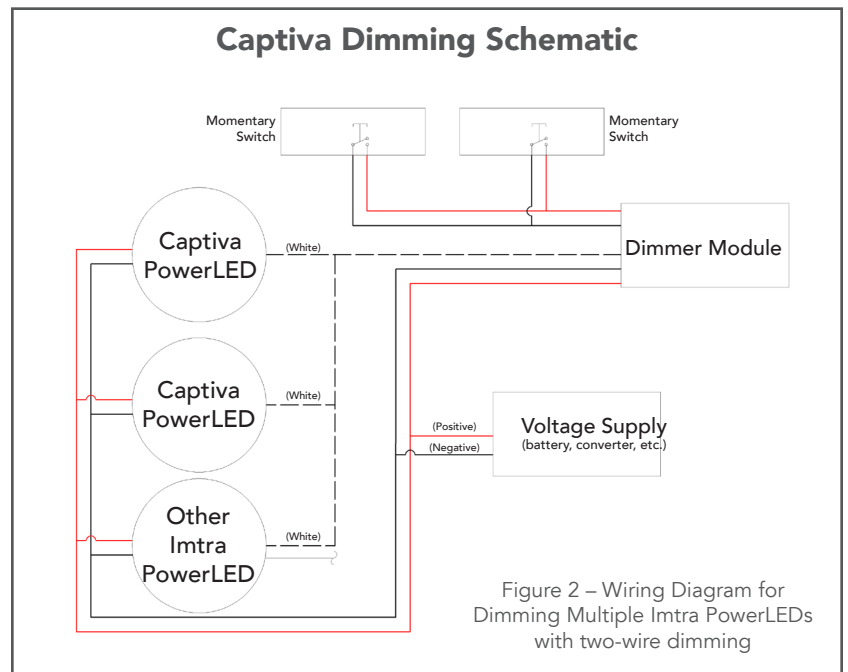 Captiva Dimming Schematic
Momentary
Switch
Momentary
Switch
Captiva
PowerLED
(White)
Dimmer Module
Captiva
PowerLED
(White)
(Positive)
(Negative)
Voltage Supply
(battery, converter, etc.)
Other
Imtra
PowerLED
(White)
Figure 2 – Wiring Diagram for
Dimming Multiple Imtra PowerLEDs
with two-wire dimming